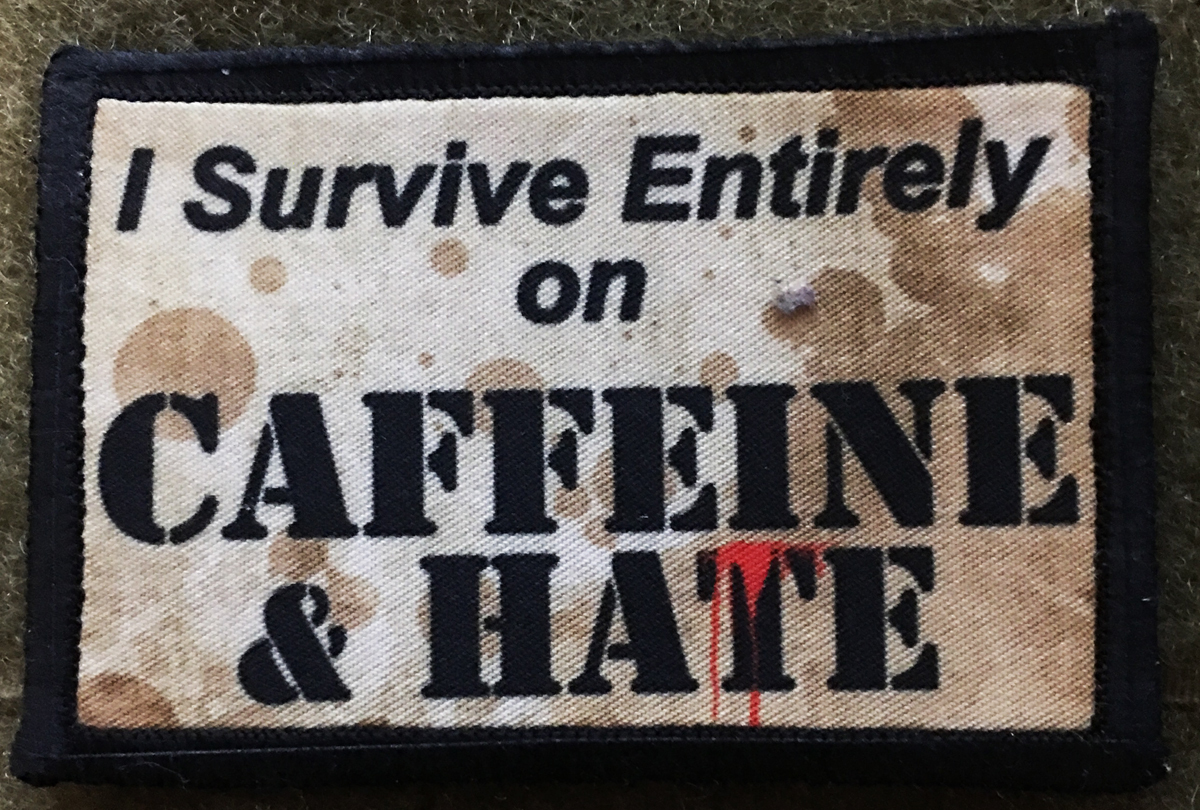 I Survive Entirely
on
CAFFEINE
& HATE